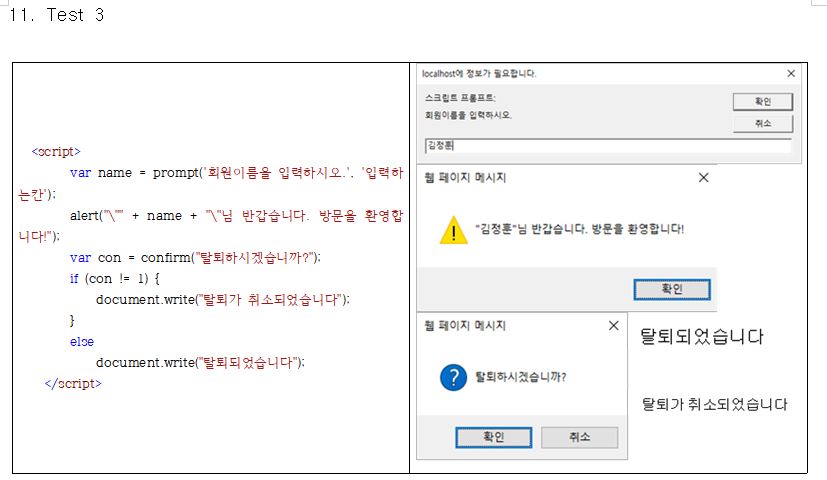 11. Test 3
<script>
var name = prompt('회원이름을 입력하시오.', '입력하
는칸');
alert("\"" + name + "\"님 반갑습니다. 방문을 환영합
니다!");
var con = confirm("탈퇴하시겠습니까?");
if (con != 1) {
document.write("탈퇴가 취소되었습니다");
}
else
document.write("탈퇴되었습니다");
</script>
localhost에 정보가 필요합니다.
스크립트 프롬프트:
확인
회원이름을 입력하시오.
취소
김정훈
웹 페이지 메시지
"김정훈"님 반갑습니다. 방문을 환영합니다!
확인
웹 페이지 메시지
탈퇴하시겠습니까?
확인 취소
탈퇴되었습니다
탈퇴가 취소되었습니다